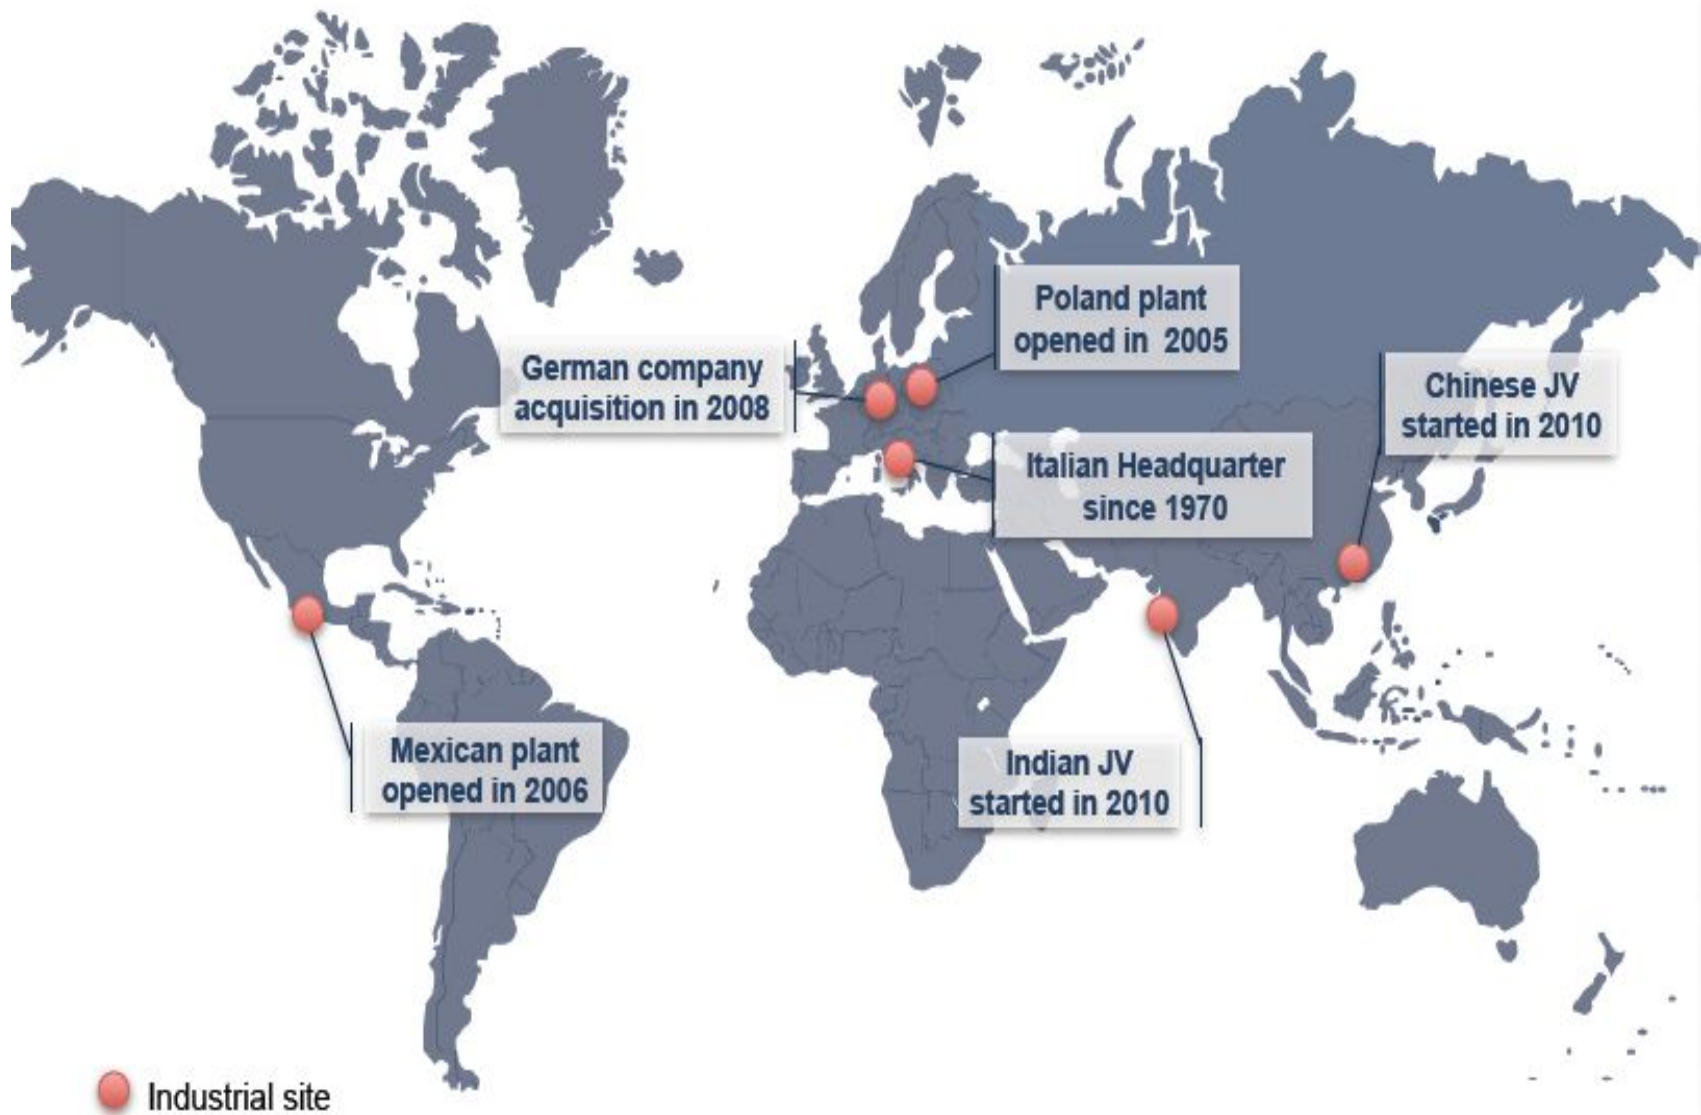 Poland plant
opened in 2005
German company
acquisition in 2008
Chinese JV
started in 2010
Italian Headquarter
since 1970
Mexican plant
opened in 2006
Indian JV
started in 2010
Industrial site